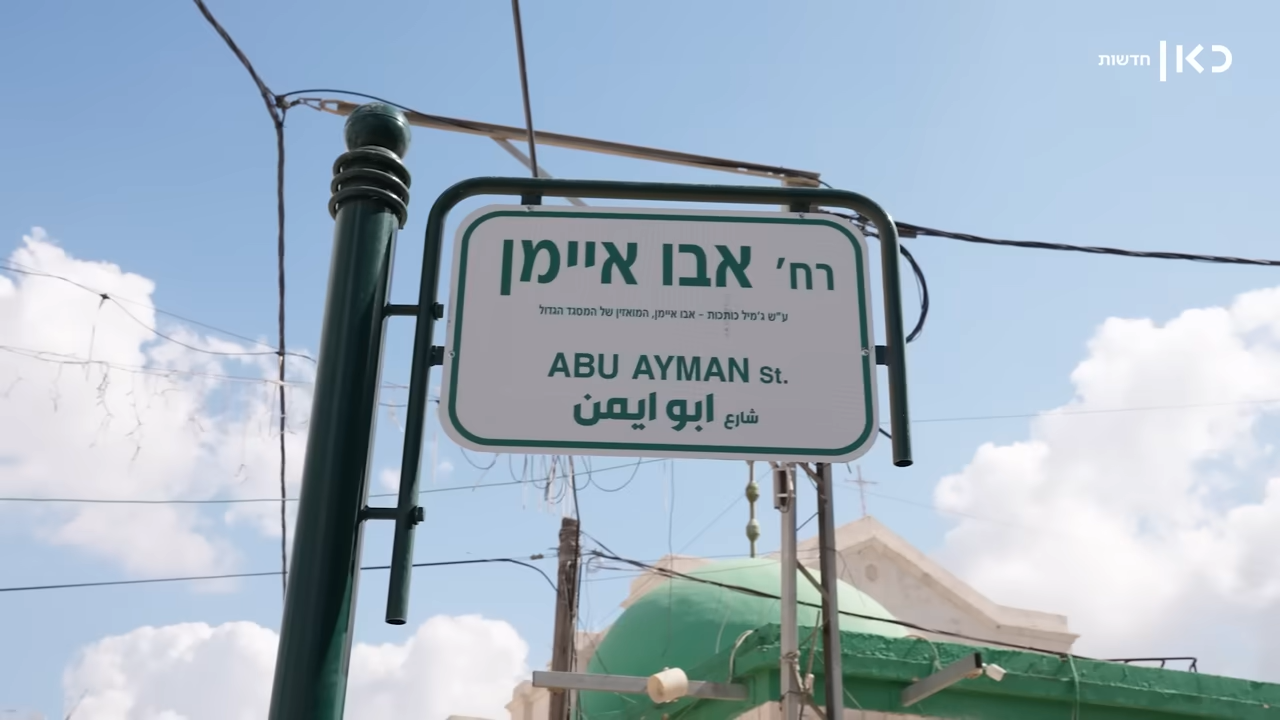 כאן חדשות
רח' אבו איימן
ע"ש ג'מיל כותכות - אבו איימן, המואזין של המסגד הגדול
ABU AYMAN St.
شارع ابو ايمن